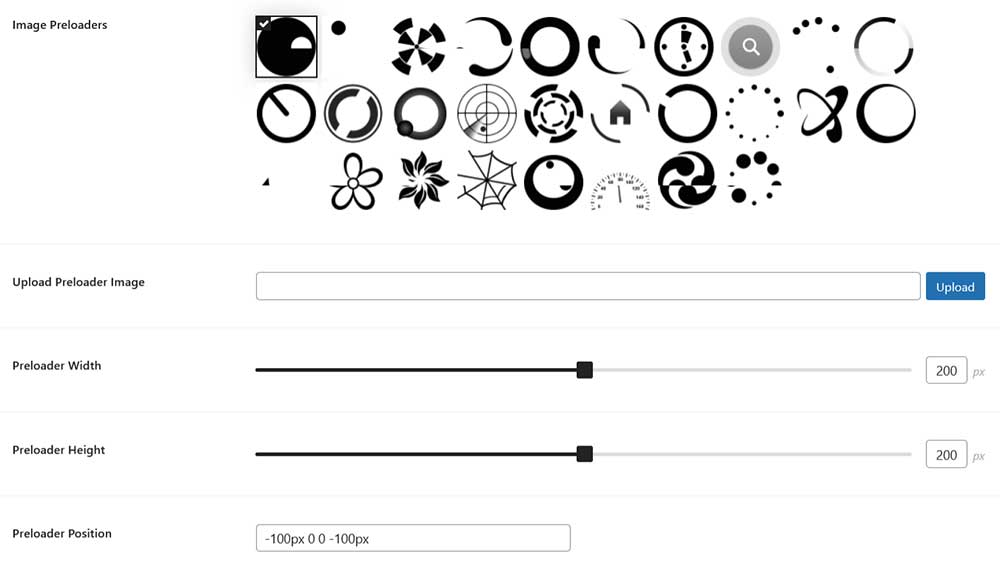 Image Preloaders
Upload Preloader Image
Upload
Preloader Width
200 px
Preloader Height
200 px
Preloader Position
-100px 0 0 -100px